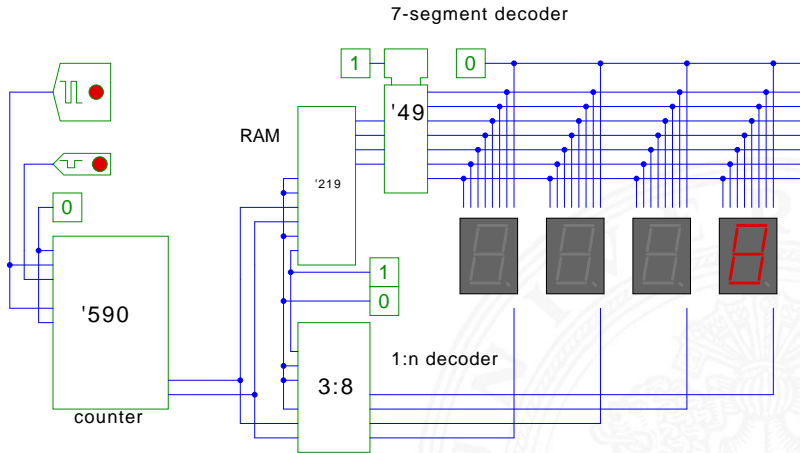 7-segment decoder
1
0
'49
RAM
'219
0
1
0
'590
counter
1:n decoder
3:8